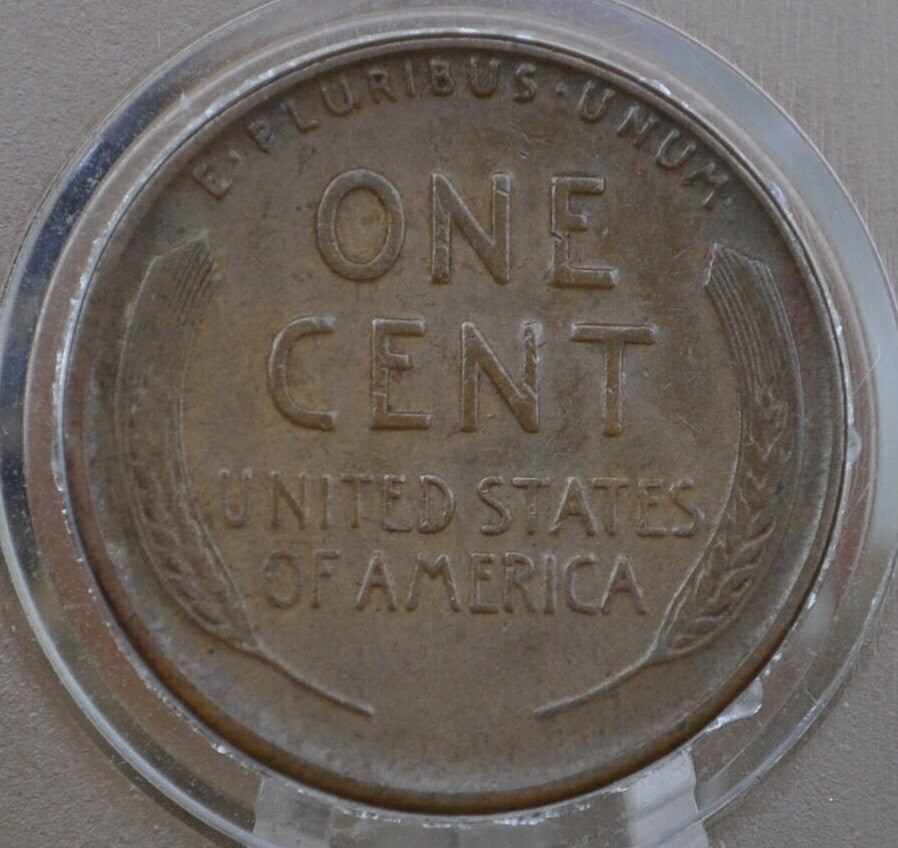 E · PLURIBUS · UNUM
ONE
CENT
UNITED STATES
OF AMERICA